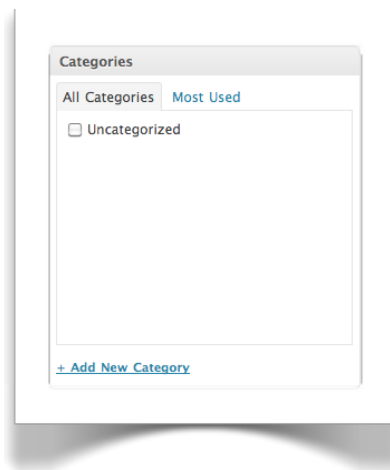 Categories
All Categories Most Used
Uncategorized
+ Add New Category